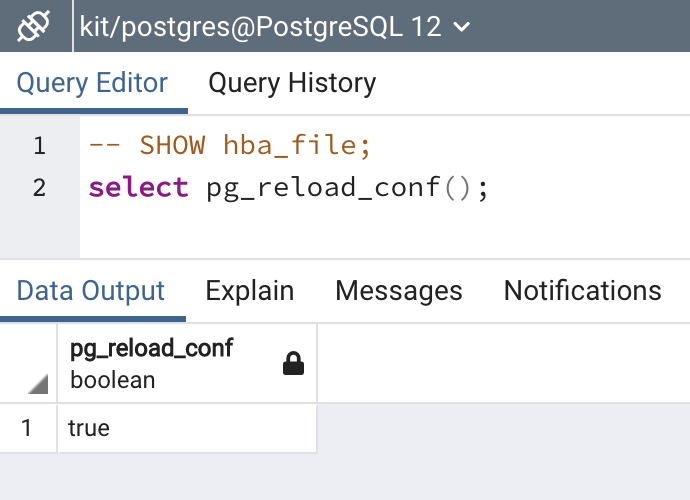 kit/postgres@PostgreSQL 12
Query Editor Query History
1 -- SHOW hba_file;
2 select pg_reload_conf();
Data Output Explain Messages Notifications
pg_reload_conf
boolean
1 true